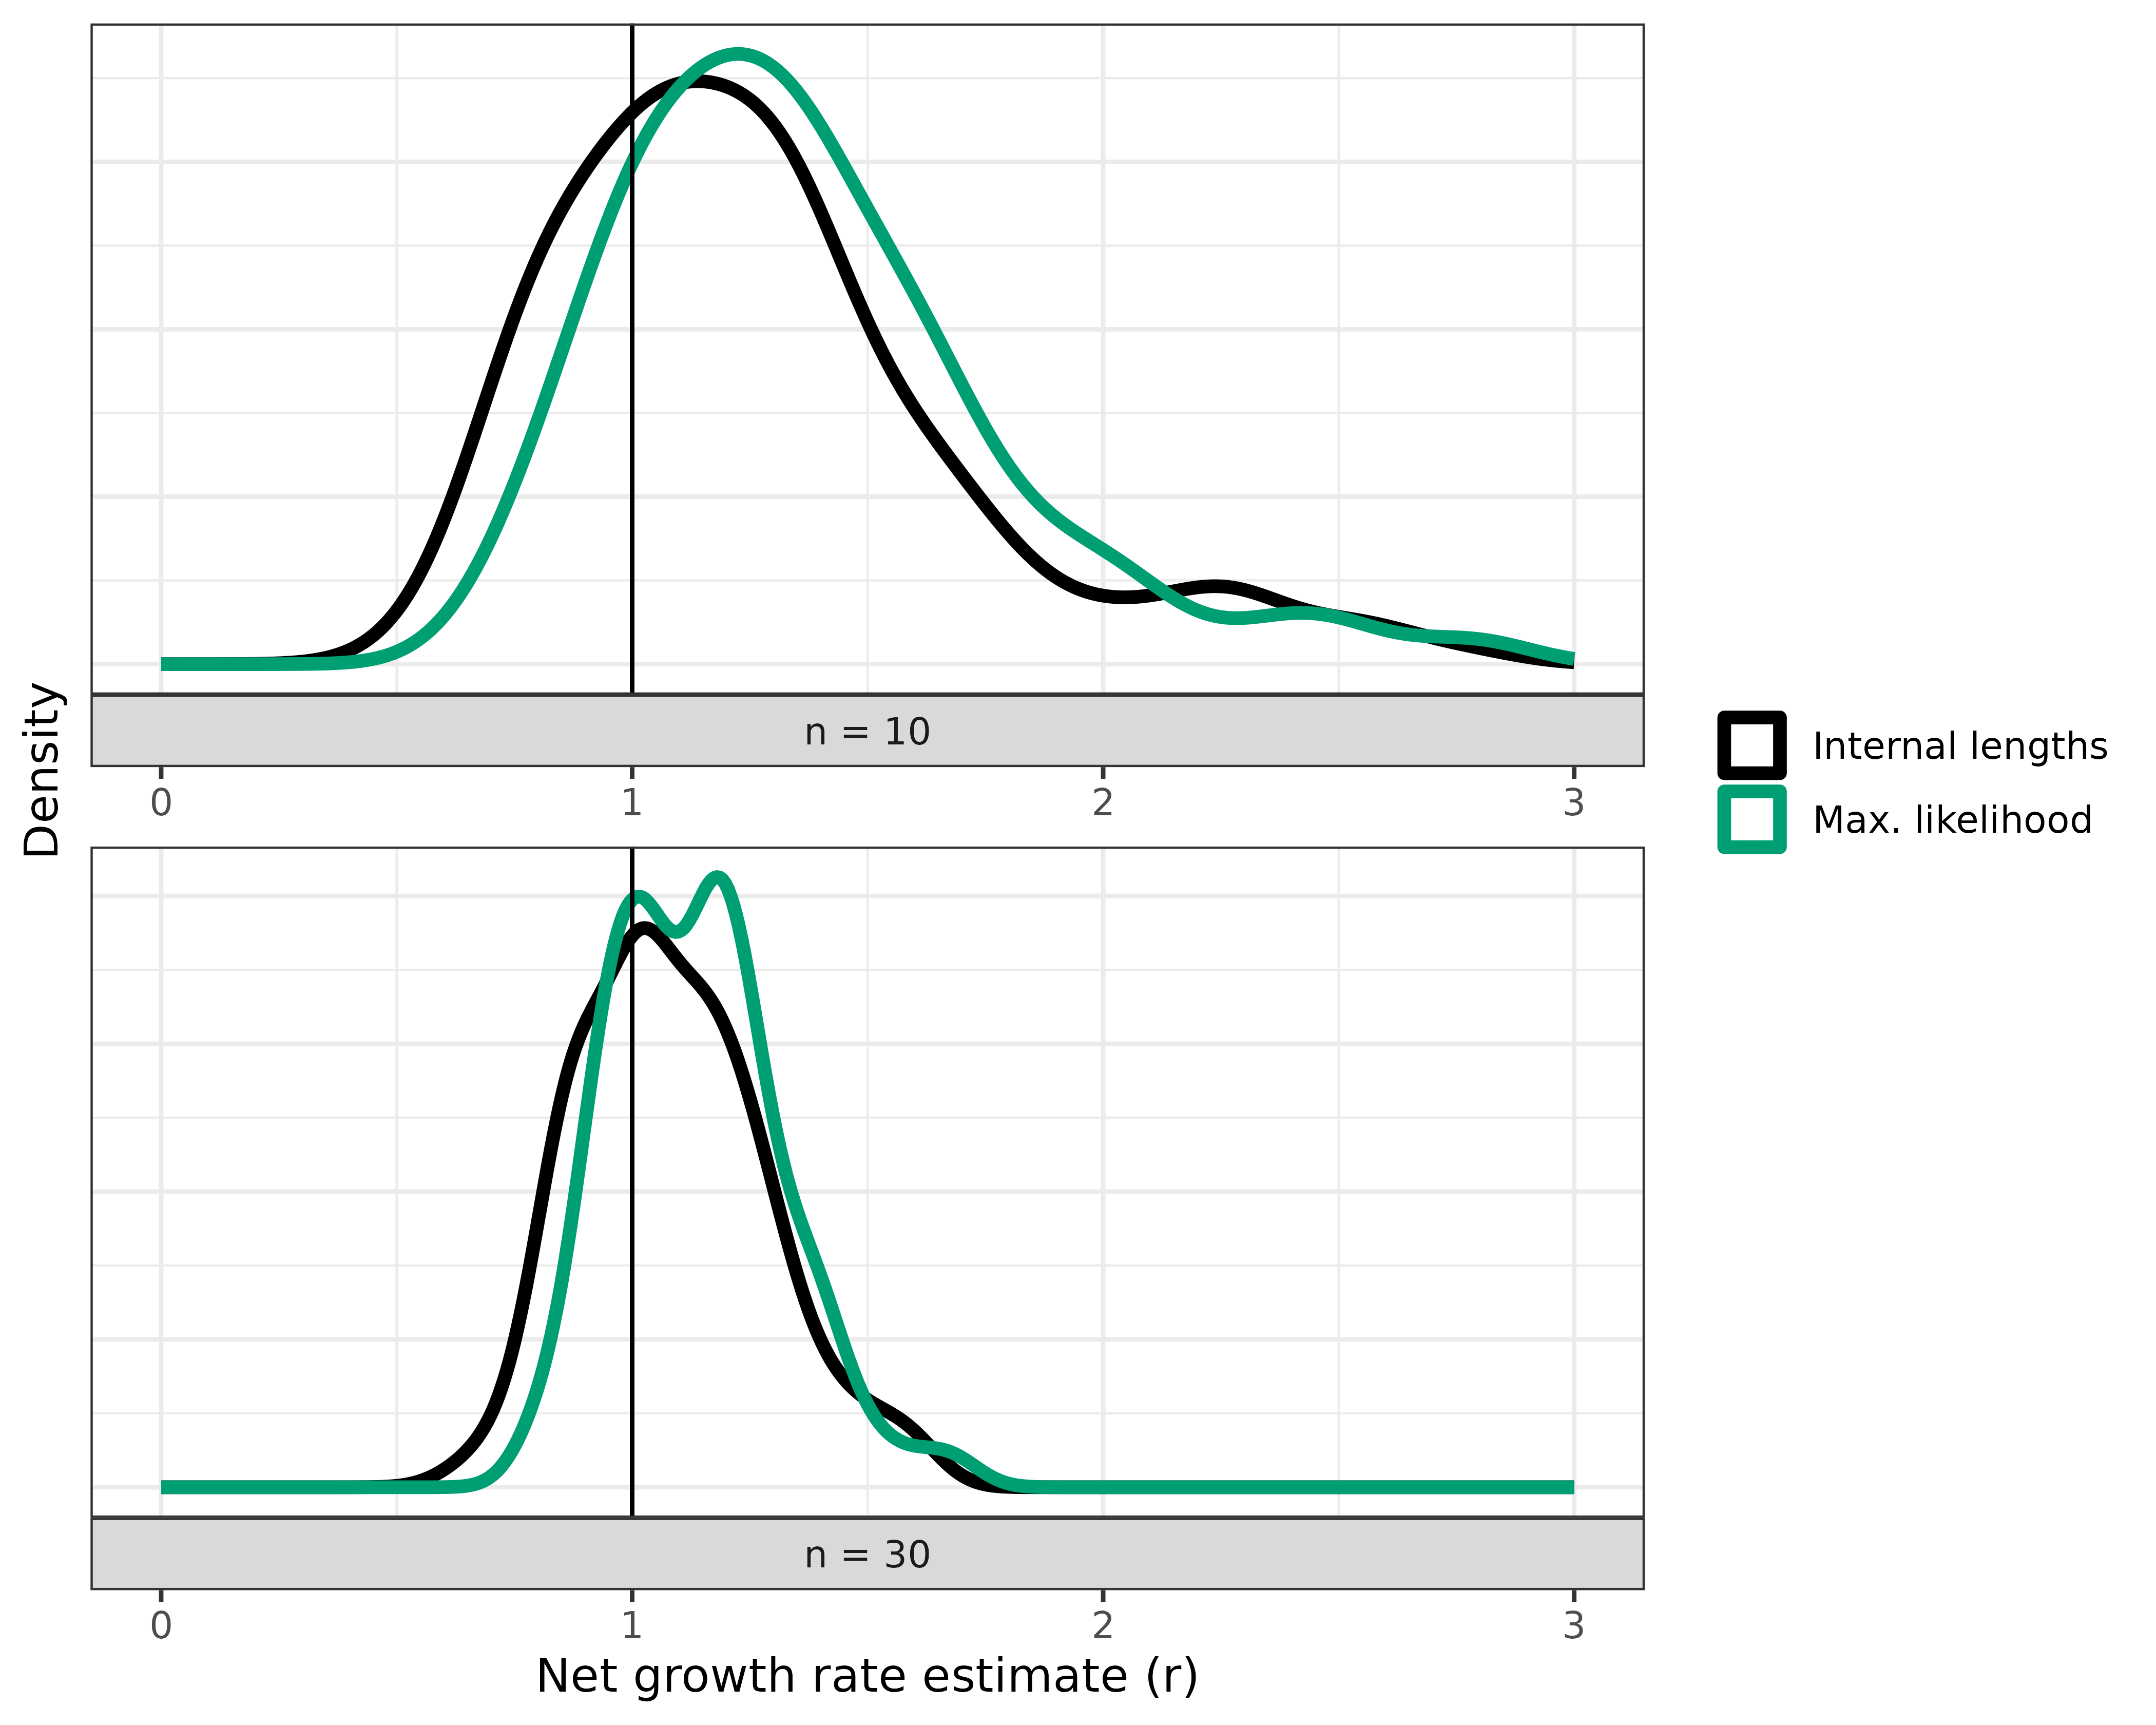 Density
n = 10
0 1 2 3
n = 30
0 1 2 3
Net growth rate estimate (r)
Internal lengths
Max. likelihood